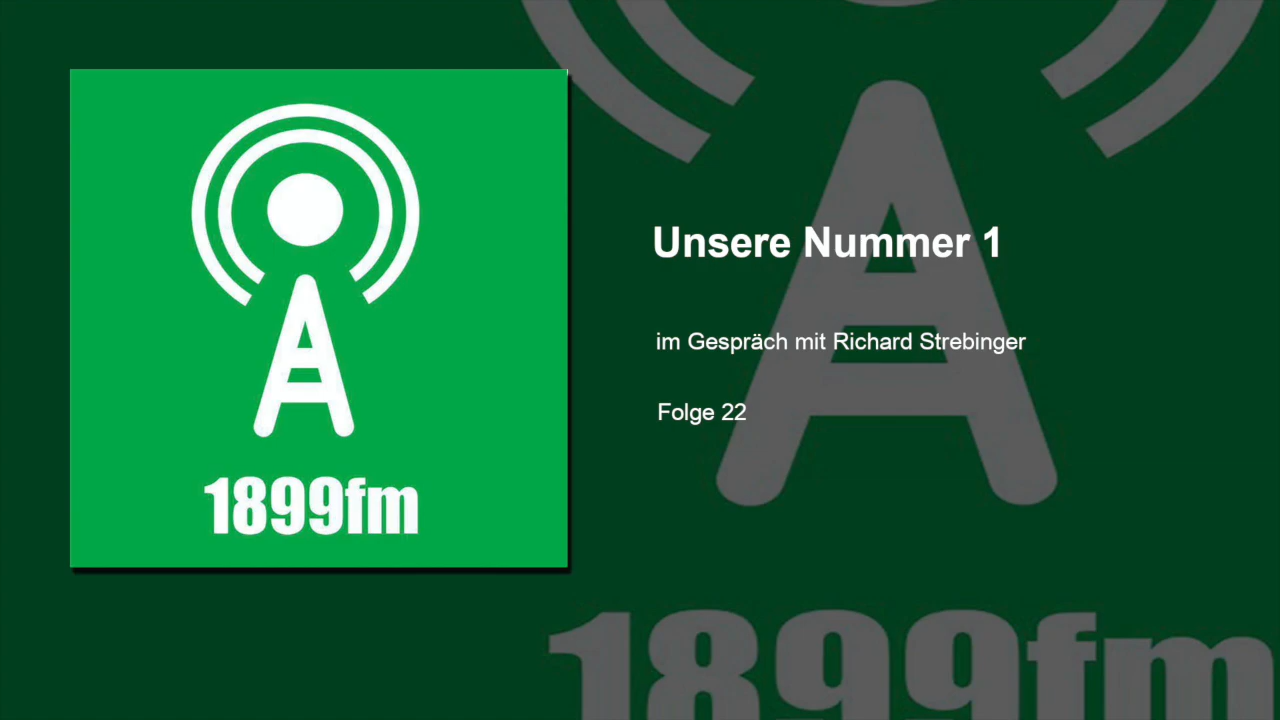 1899fm
Unsere Nummer 1
im Gespräch mit Richard Strebinger
Folge 22
1899fm